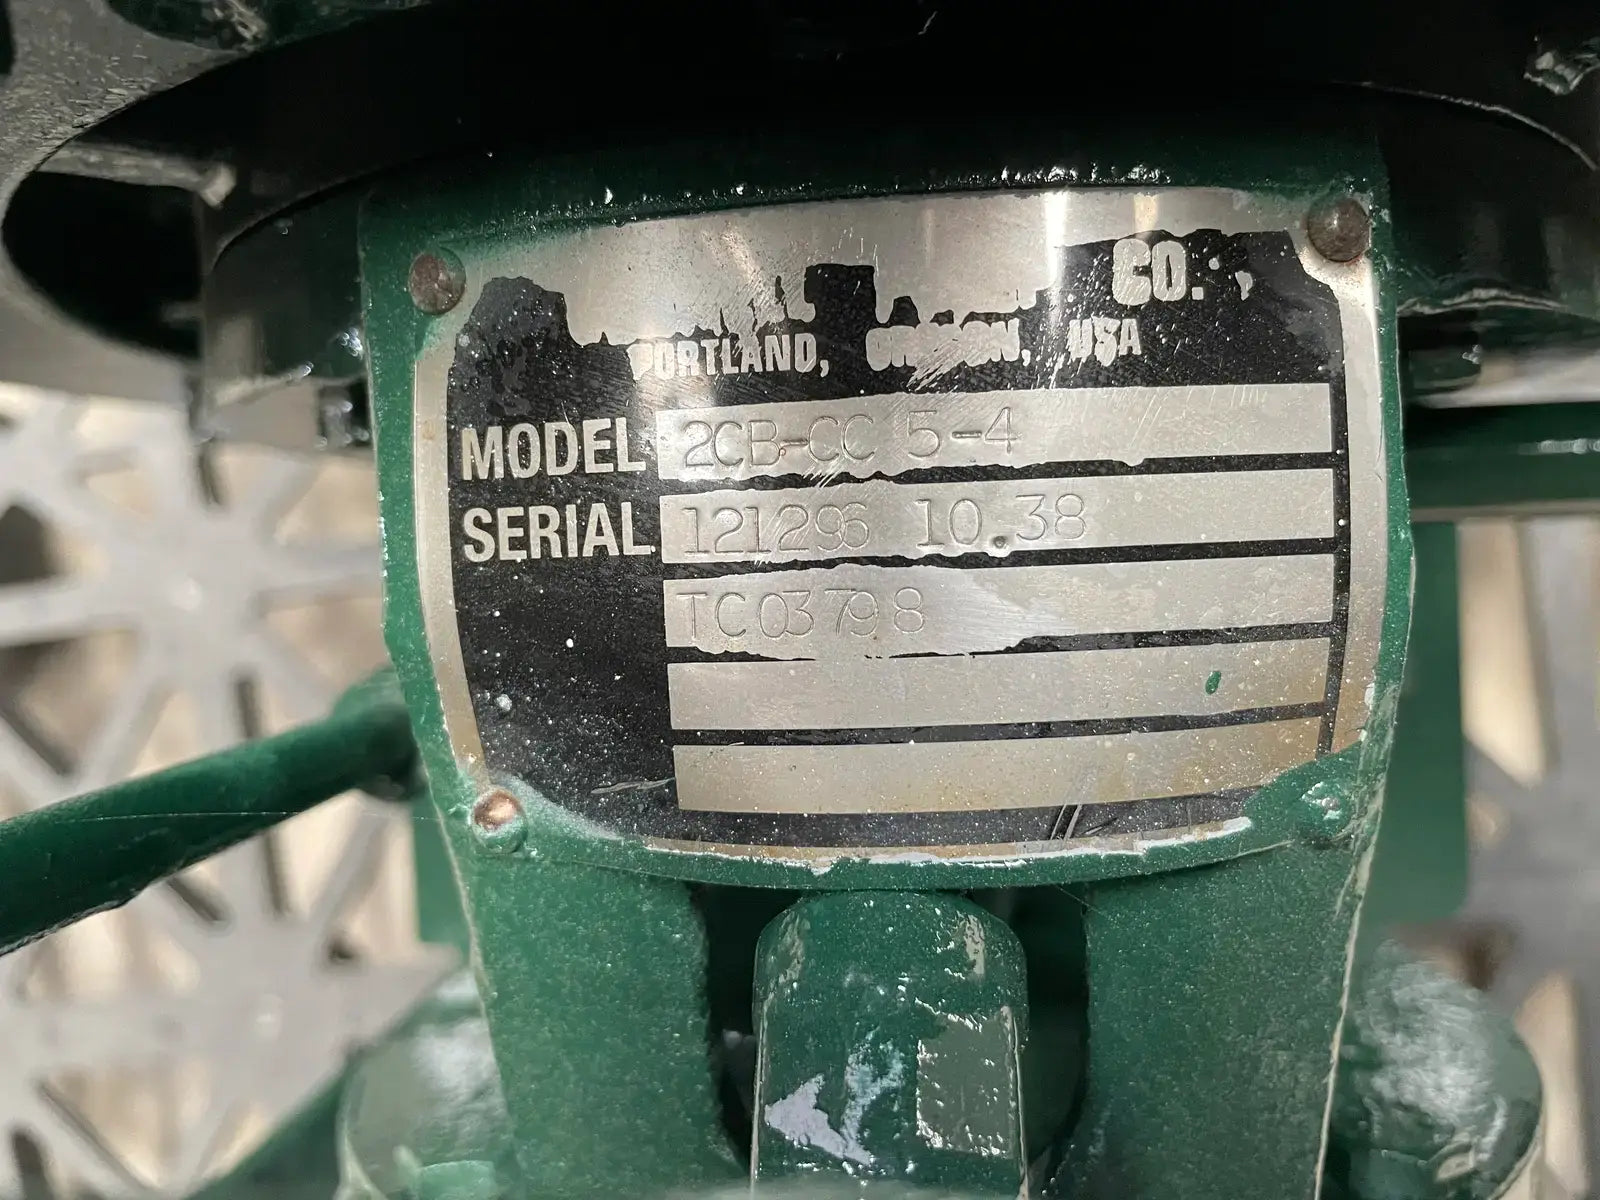 CO.
PORTLAND, OREGON, USA
MODEL 2CB-CC 5-4
SERIAL 121296 10.38
TC03798